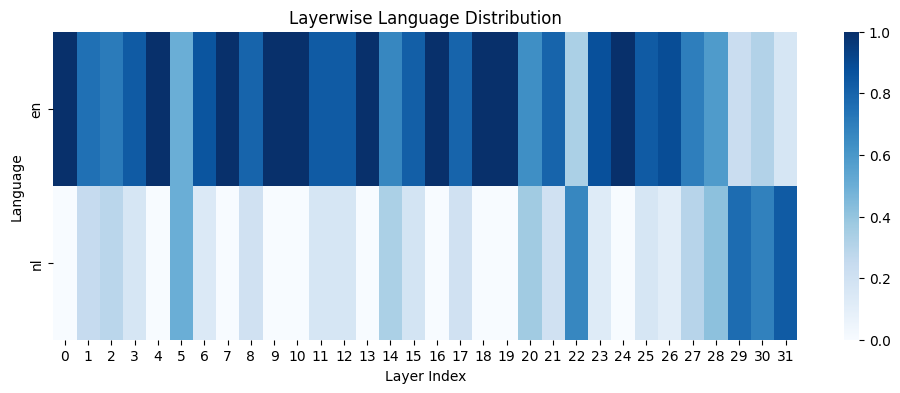 Layerwise Language Distribution
en
nl
Language
0 1 2 3 4 5 6 7 8 9 10 11 12 13 14 15 16 17 18 19 20 21 22 23 24 25 26 27 28 29 30 31
Layer Index
1.0
0.8
0.6
0.4
0.2
0.0